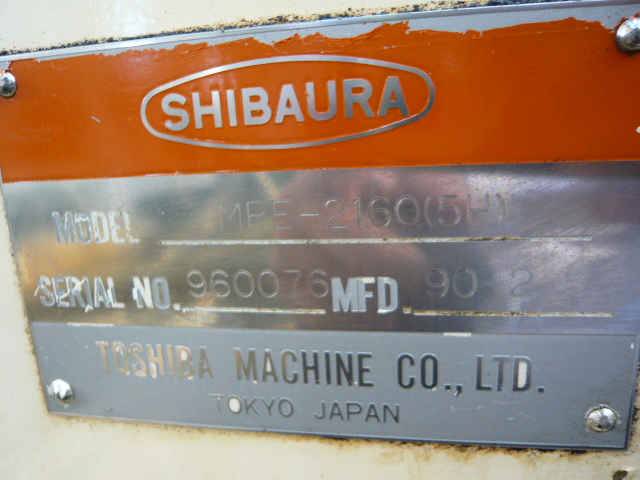 SHIBAURA
MODEL MPE-2160(5H)
SERIAL NO. 960076 MFD. 90-2
TOSHIBA MACHINE CO., LTD.
TOKYO JAPAN